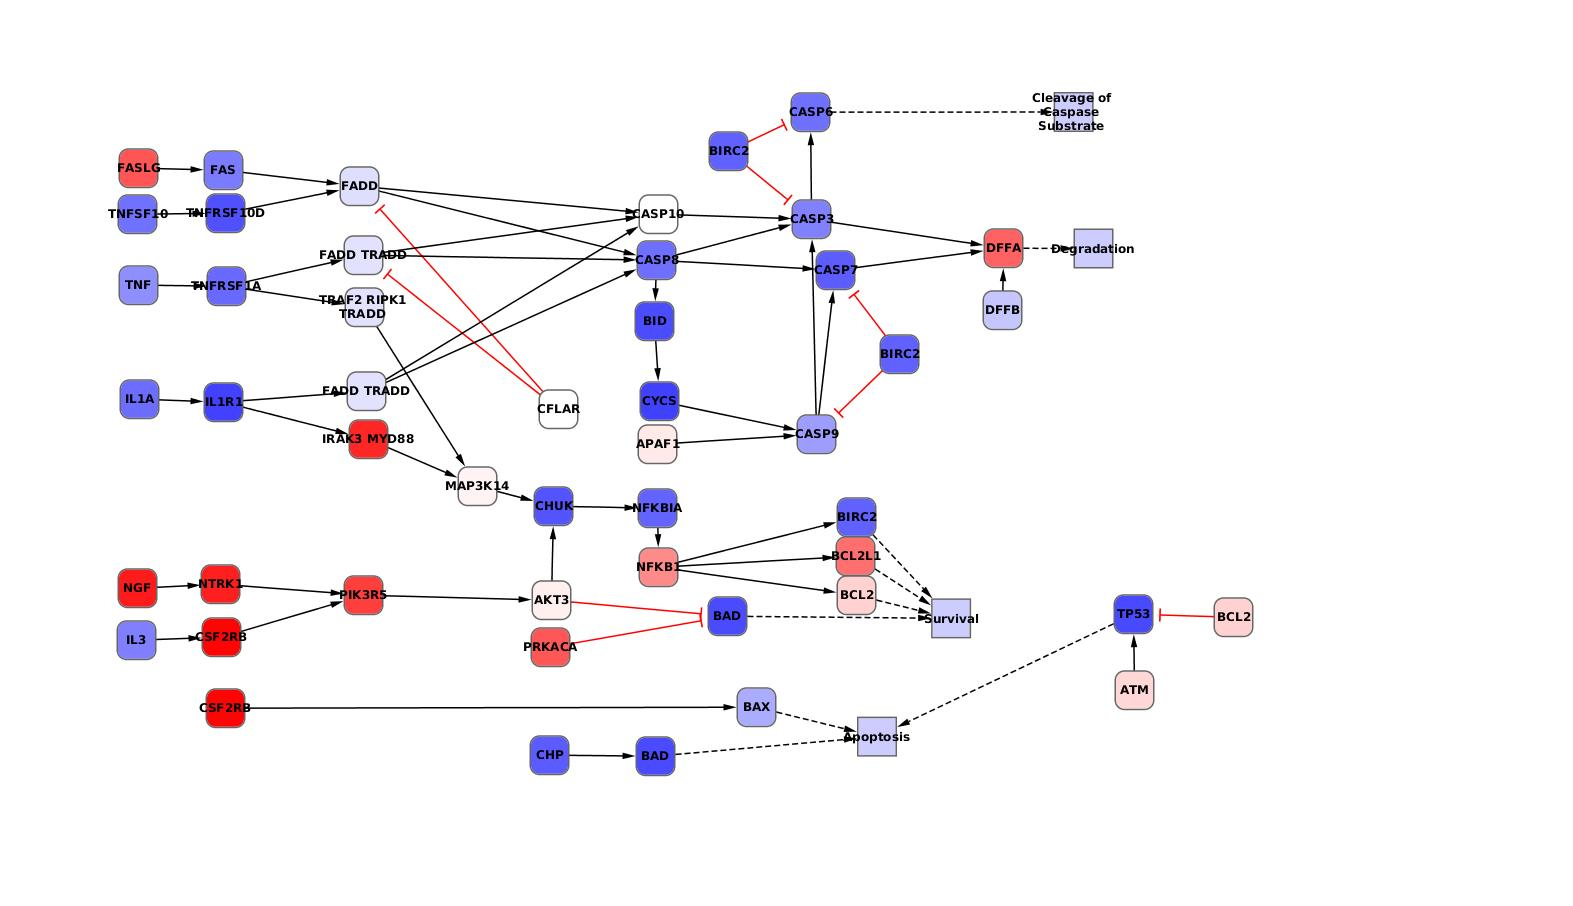 Cleavage of
Caspase
Substrate
CASP6
BIRC2
FASLG
FAS
FADD
TNFSF10
TNFRSF10D
CASP10
CASP3
FADD TRADD
CASP8
CASP7
DFFA
Degradation
TNF
TNFRSF1A
TRAF2 RIPK1
TRADD
BID
DFFB
BIRC2
IL1A
IL1R1
FADD TRADD
CFLAR
CYCS
IRAK3 MYD88
APAF1
CASP9
MAP3K14
CHUK
NFKBIA
BIRC2
NFKB1
BCL2L1
NGF
NTRK1
PIK3R5
AKT3
BCL2
BAD
Survival
TP53
BCL2
IL3
CSF2RB
PRKACA
ATM
CSF2RB
BAX
Apoptosis
CHP
BAD